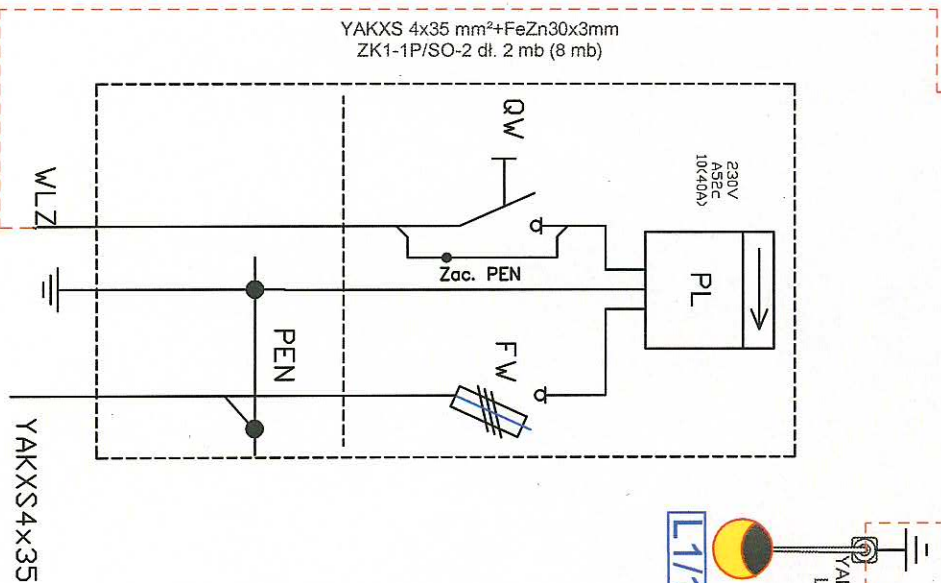 YAKXS 4x35 mm²+FeZn30x3mm
ZK1-1P/SO-2 dł. 2 mb (8 mb)
QW
230V
A52c
10(40A)
WLZ
Zac. PEN
PL
PEN
FW
YAKXS4x35
L1/
YAK